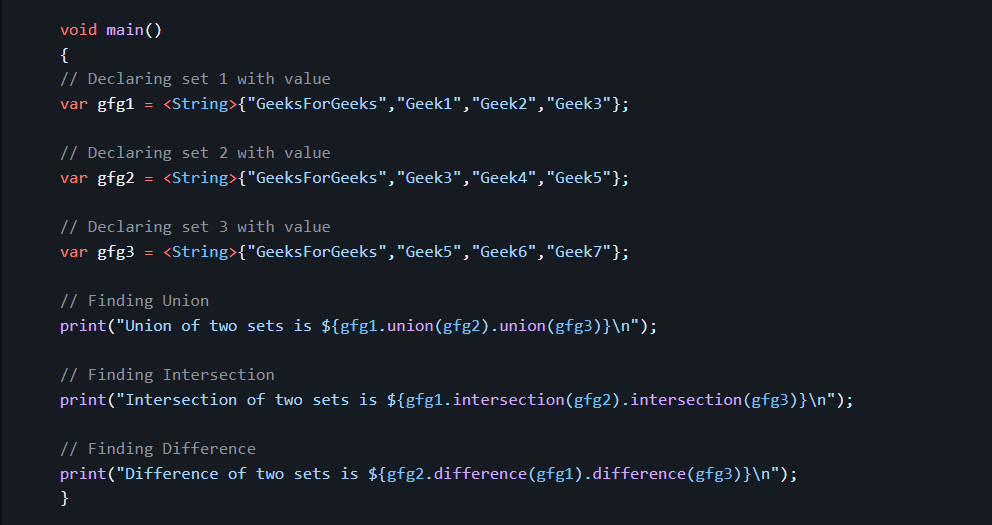 void main()
{
// Declaring set 1 with value
var gfg1 = <String>{"GeeksForGeeks","Geek1","Geek2","Geek3"};
// Declaring set 2 with value
var gfg2 = <String>{"GeeksForGeeks","Geek3","Geek4","Geek5"};
// Declaring set 3 with value
var gfg3 = <String>{"GeeksForGeeks","Geek5","Geek6","Geek7"};
// Finding Union
print("Union of two sets is ${gfg1.union(gfg2).union(gfg3)}\n");
// Finding Intersection
print("Intersection of two sets is ${gfg1.intersection(gfg2).intersection(gfg3)}\n");
// Finding Difference
print("Difference of two sets is ${gfg2.difference(gfg1).difference(gfg3)}\n");
}